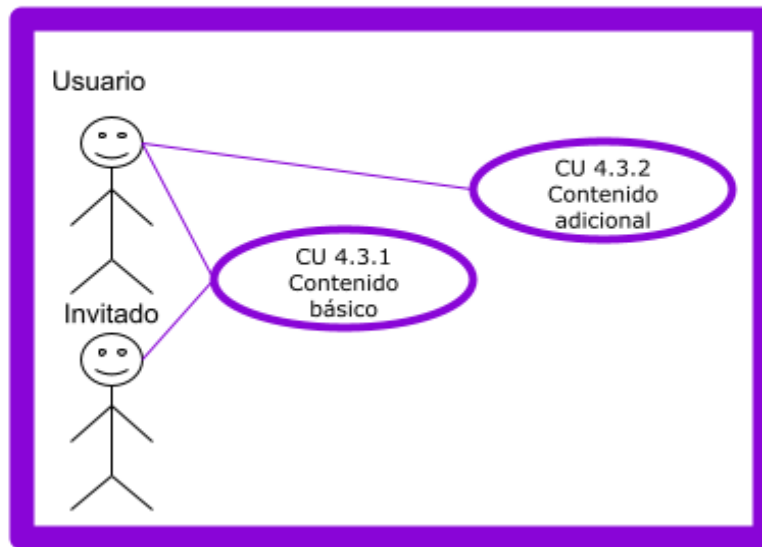 Usuario
CU 4.3.2
Contenido
adicional
CU 4.3.1
Contenido
básico
Invitado